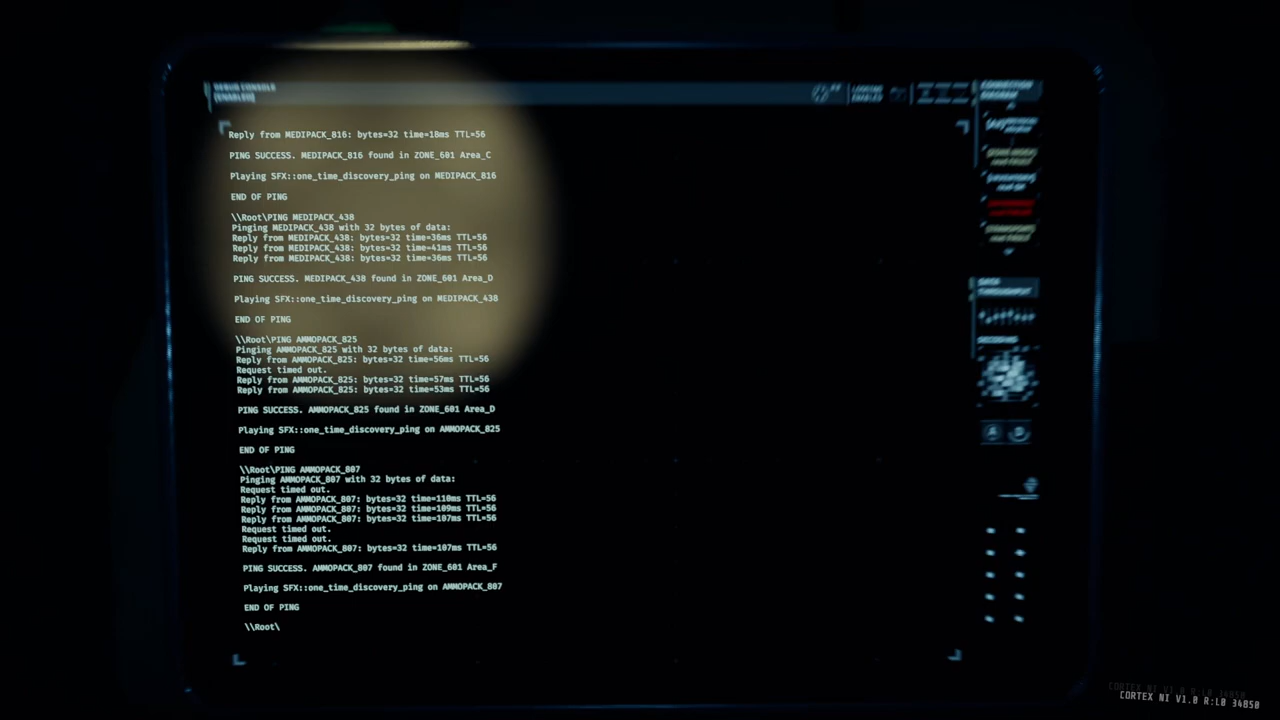 DEBUG CONSOLE
[ENABLED]
Reply from MEDIPACK_816: bytes=32 time=18ms TTL=56
PING SUCCESS. MEDIPACK_816 found in ZONE_601 Area_C
Playing SFX::one_time_discovery_ping on MEDIPACK_816
END OF PING
\\Root\PING MEDIPACK_438
Pinging MEDIPACK_438 with 32 bytes of data:
Reply from MEDIPACK_438: bytes=32 time=36ms TTL=56
Reply from MEDIPACK_438: bytes=32 time=41ms TTL=56
Reply from MEDIPACK_438: bytes=32 time=36ms TTL=56
PING SUCCESS. MEDIPACK_438 found in ZONE_601 Area_D
Playing SFX::one_time_discovery_ping on MEDIPACK_438
END OF PING
\\Root\PING AMMOPACK_825
Pinging AMMOPACK_825 with 32 bytes of data:
Reply from AMMOPACK_825: bytes=32 time=56ms TTL=56
Request timed out.
Reply from AMMOPACK_825: bytes=32 time=57ms TTL=56
Reply from AMMOPACK_825: bytes=32 time=53ms TTL=56
PING SUCCESS. AMMOPACK_825 found in ZONE_601 Area_D
Playing SFX::one_time_discovery_ping on AMMOPACK_825
END OF PING
\\Root\PING AMMOPACK_807
Pinging AMMOPACK_807 with 32 bytes of data:
Request timed out.
Reply from AMMOPACK_807: bytes=32 time=110ms TTL=56
Reply from AMMOPACK_807: bytes=32 time=109ms TTL=56
Reply from AMMOPACK_807: bytes=32 time=107ms TTL=56
Request timed out.
Request timed out.
Reply from AMMOPACK_807: bytes=32 time=107ms TTL=56
PING SUCCESS. AMMOPACK_807 found in ZONE_601 Area_F
Playing SFX::one_time_discovery_ping on AMMOPACK_807
END OF PING
\\Root\
CORTEX NI V1.0 R:L0 34850